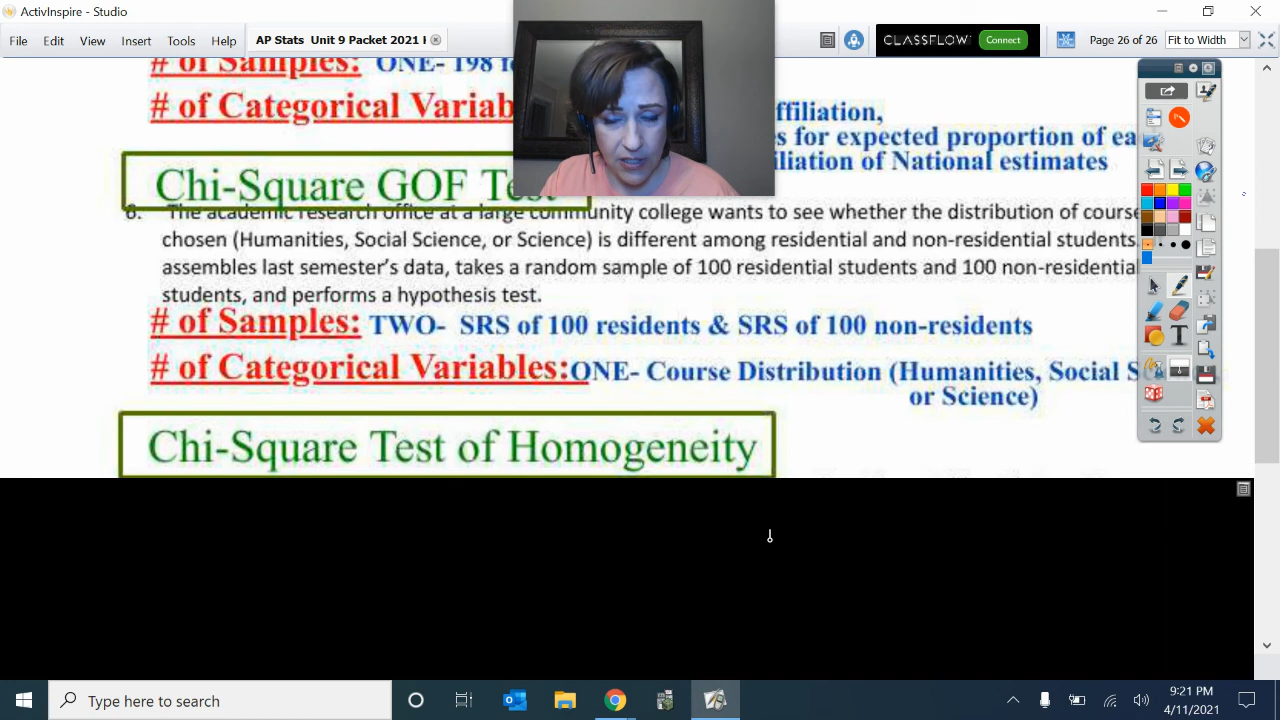 ActivInspire - Studio
File Edit View Insert Tools Help
AP Stats Unit 9 Packet 2021
CLASSFLOW Connect
Page 26 of 26 Fit to Width
# of Samples: ONE- 198
# of Categorical
ffiliation,
s for expected proportion of ea
iliation of National estimates
Chi-Square GOF Test
6. The academic research office at a large community college wants to see whether the distribution of course
chosen (Humanities, Social Science, or Science) is different among residential and non-residential students.
assembles last semester's data, takes a random sample of 100 residential students and 100 non-residential
students, and performs a hypothesis test.
# of Samples: TWO- SRS of 100 residents & SRS of 100 non-residents
# of Categorical Variables: ONE- Course Distribution (Humanities, Social
or Science)
Chi-Square Test of Homogeneity
Type here to search
9:21 PM
4/11/2021